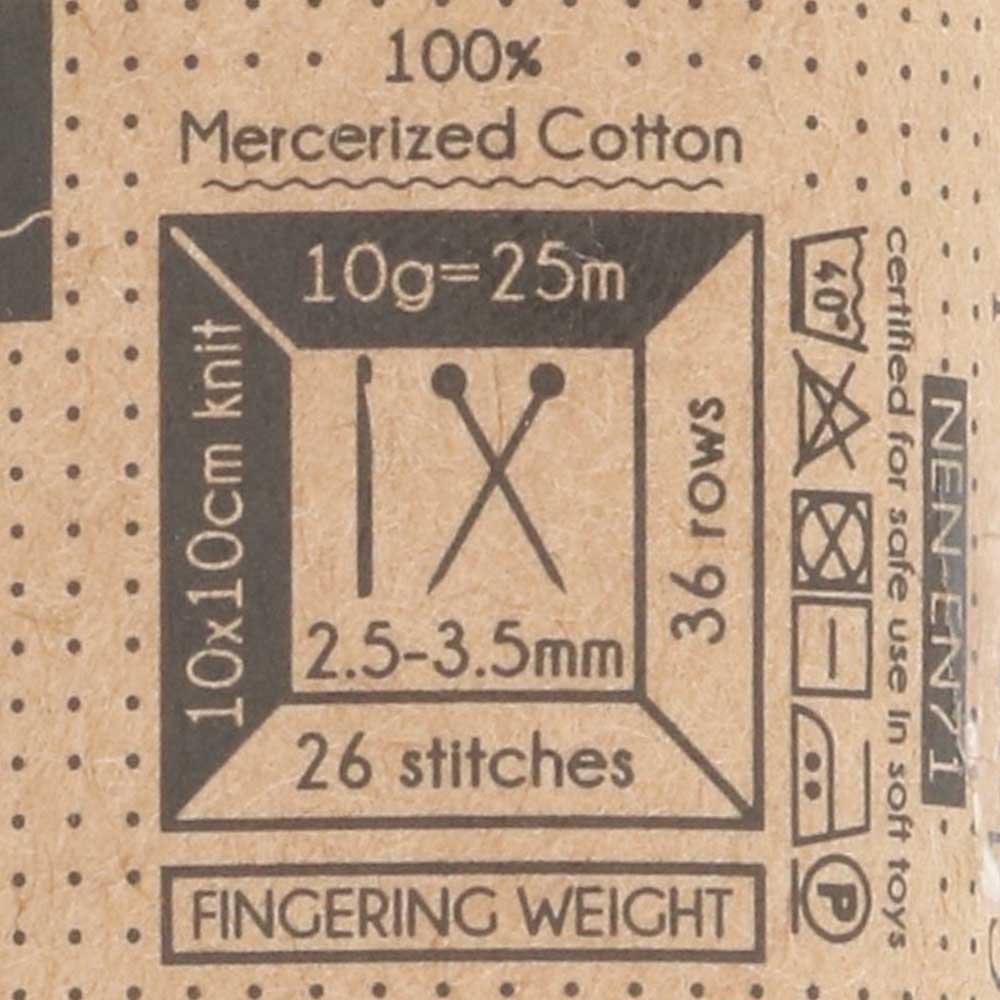 100%
Mercerized Cotton
10g=25m
10x10cm knit
36 rows
2.5-3.5mm
26 stitches
FINGERING WEIGHT
40°
P
certified for safe use in soft toys
NEN-EN71